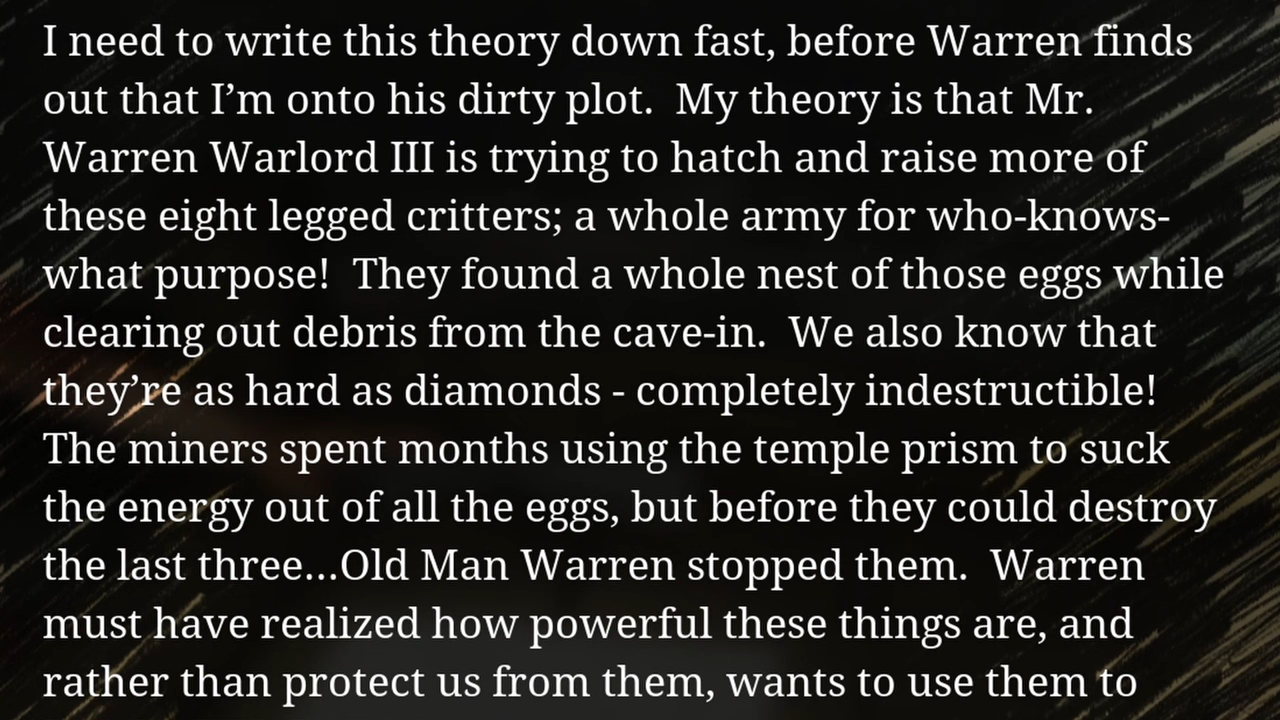 I need to write this theory down fast, before Warren finds
out that I’m onto his dirty plot.  My theory is that Mr.
Warren Warlord III is trying to hatch and raise more of
these eight legged critters; a whole army for who-knows-
what purpose!  They found a whole nest of those eggs while
clearing out debris from the cave-in.  We also know that
they’re as hard as diamonds - completely indestructible!
The miners spent months using the temple prism to suck
the energy out of all the eggs, but before they could destroy
the last three...Old Man Warren stopped them.  Warren
must have realized how powerful these things are, and
rather than protect us from them, wants to use them to